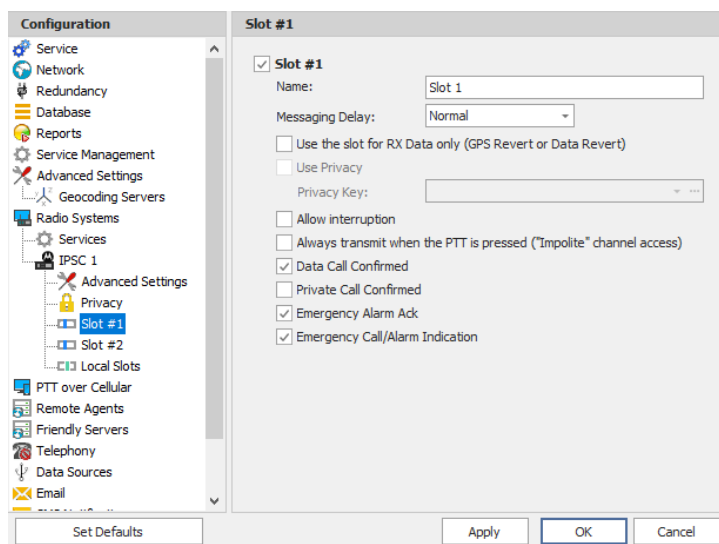 Configuration
Service
Network
Redundancy
Database
Reports
Service Management
Advanced Settings
Geocoding Servers
Radio Systems
Services
IPSC 1
Advanced Settings
Privacy
Slot #1
Slot #2
Local Slots
PTT over Cellular
Remote Agents
Friendly Servers
Telephony
Data Sources
Email
Set Defaults
Slot #1
Slot #1
Name: Slot 1
Messaging Delay: Normal
Use the slot for RX Data only (GPS Revert or Data Revert)
Use Privacy
Privacy Key:
Allow interruption
Always transmit when the PTT is pressed ("Impolite" channel access)
Data Call Confirmed
Private Call Confirmed
Emergency Alarm Ack
Emergency Call/Alarm Indication
Apply OK Cancel